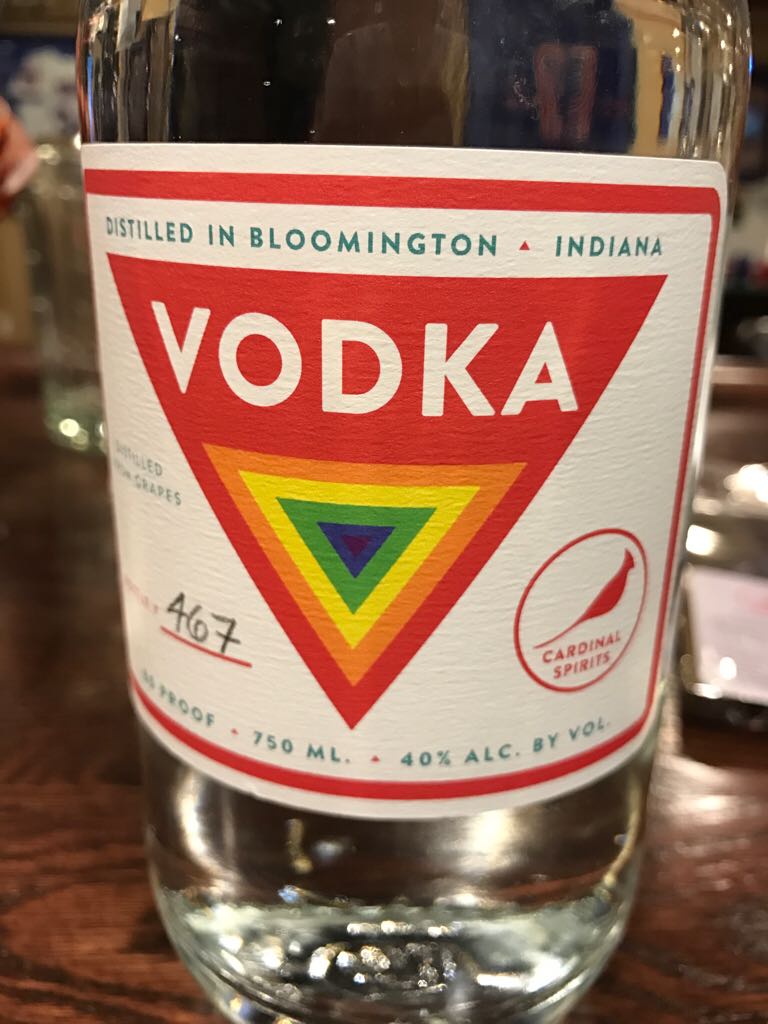 DISTILLED IN BLOOMINGTON ▲ INDIANA
VODKA
DISTILLED
FROM GRAPES
467
CARDINAL
SPIRITS
80 PROOF ▲ 750 ML. ▲ 40% ALC. BY VOL.